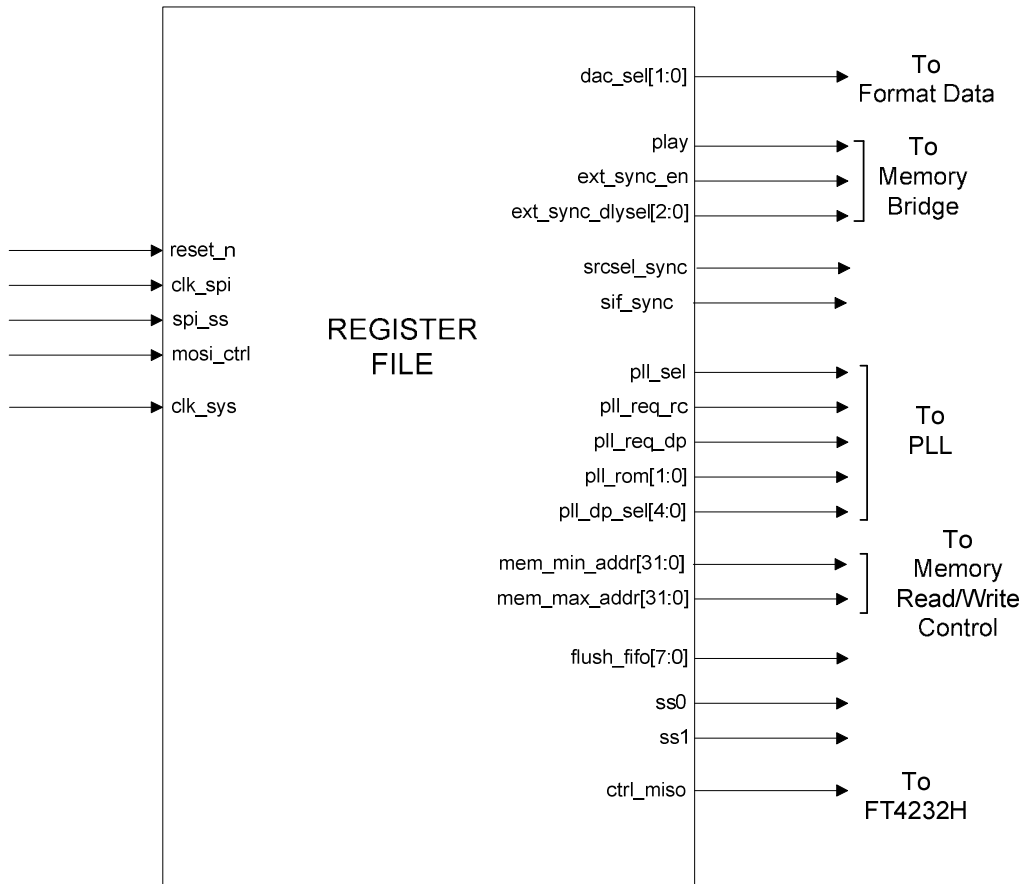 dac_sel[1:0]
To
Format Data
play
ext_sync_en
ext_sync_dlysel[2:0]
To
Memory
Bridge
reset_n
clk_spi
spi_ss
mosi_ctrl
clk_sys
REGISTER
FILE
srcsel_sync
sif_sync
pll_sel
pll_req_rc
pll_req_dp
pll_rom[1:0]
pll_dp_sel[4:0]
To
PLL
mem_min_addr[31:0]
mem_max_addr[31:0]
To
Memory
Read/Write
Control
flush_fifo[7:0]
ss0
ss1
ctrl_miso
To
FT4232H